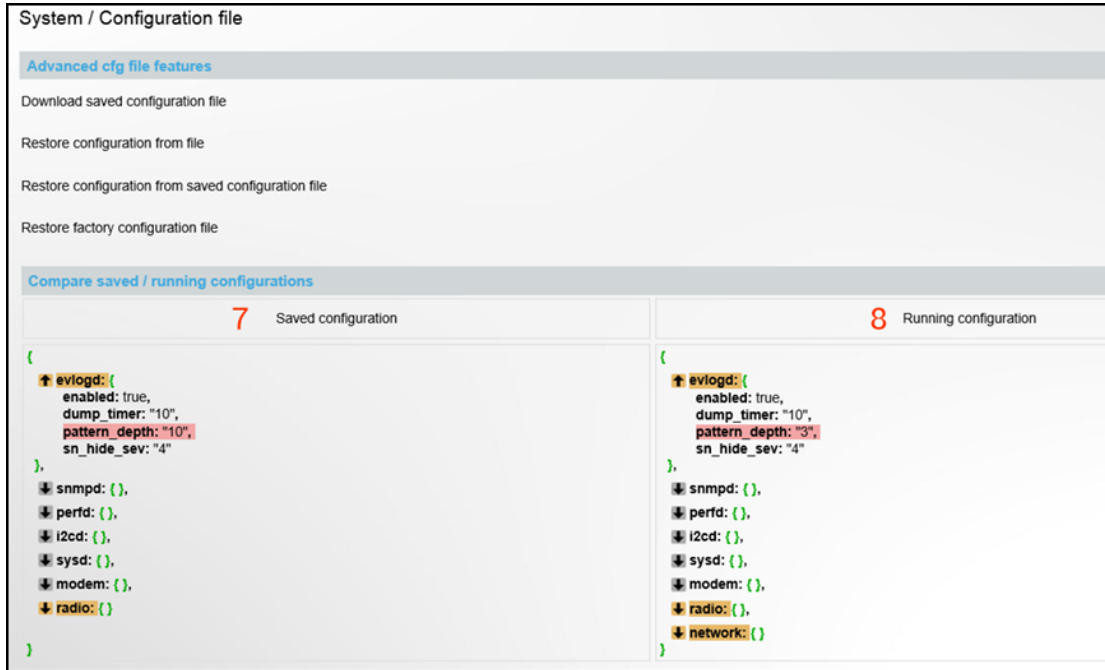 System / Configuration file
Advanced cfg file features
Download saved configuration file
Restore configuration from file
Restore configuration from saved configuration file
Restore factory configuration file
Compare saved / running configurations
7 Saved configuration
8 Running configuration
{
evlogd: {
enabled: true,
dump_timer: "10",
pattern_depth: "10",
sn_hide_sev: "4"
},
snmpd: { },
perfd: { },
i2cd: { },
sysd: { },
modem: { },
radio: { }
}
{
evlogd: {
enabled: true,
dump_timer: "10",
pattern_depth: "3",
sn_hide_sev: "4"
},
snmpd: { },
perfd: { },
i2cd: { },
sysd: { },
modem: { },
radio: { },
network: { }
}